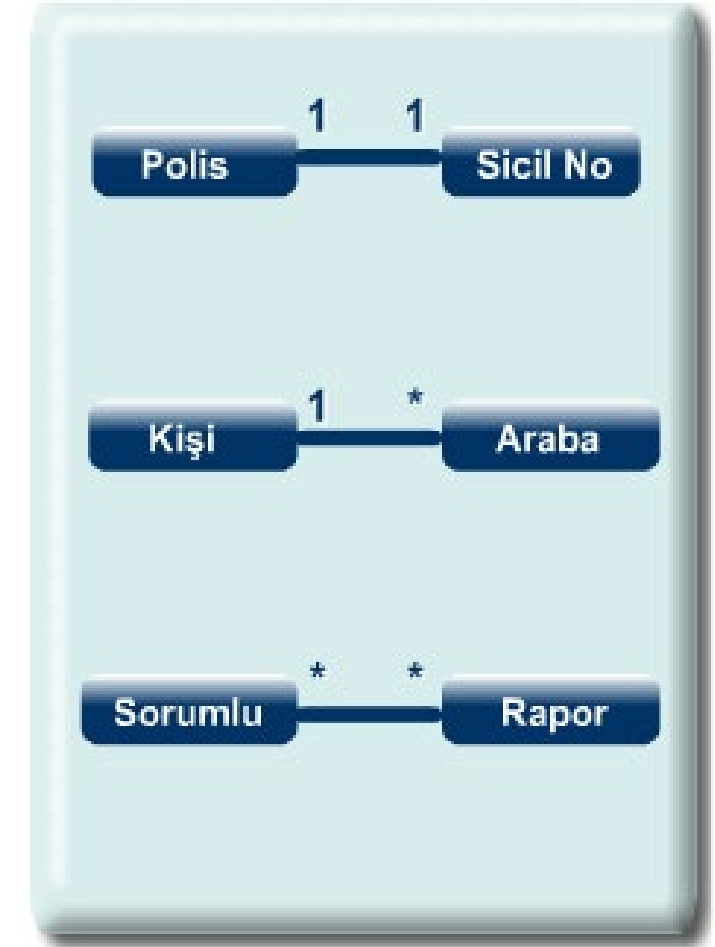 1 1
Polis Sicil No
1 *
Kişi Araba
* *
Sorumlu Rapor